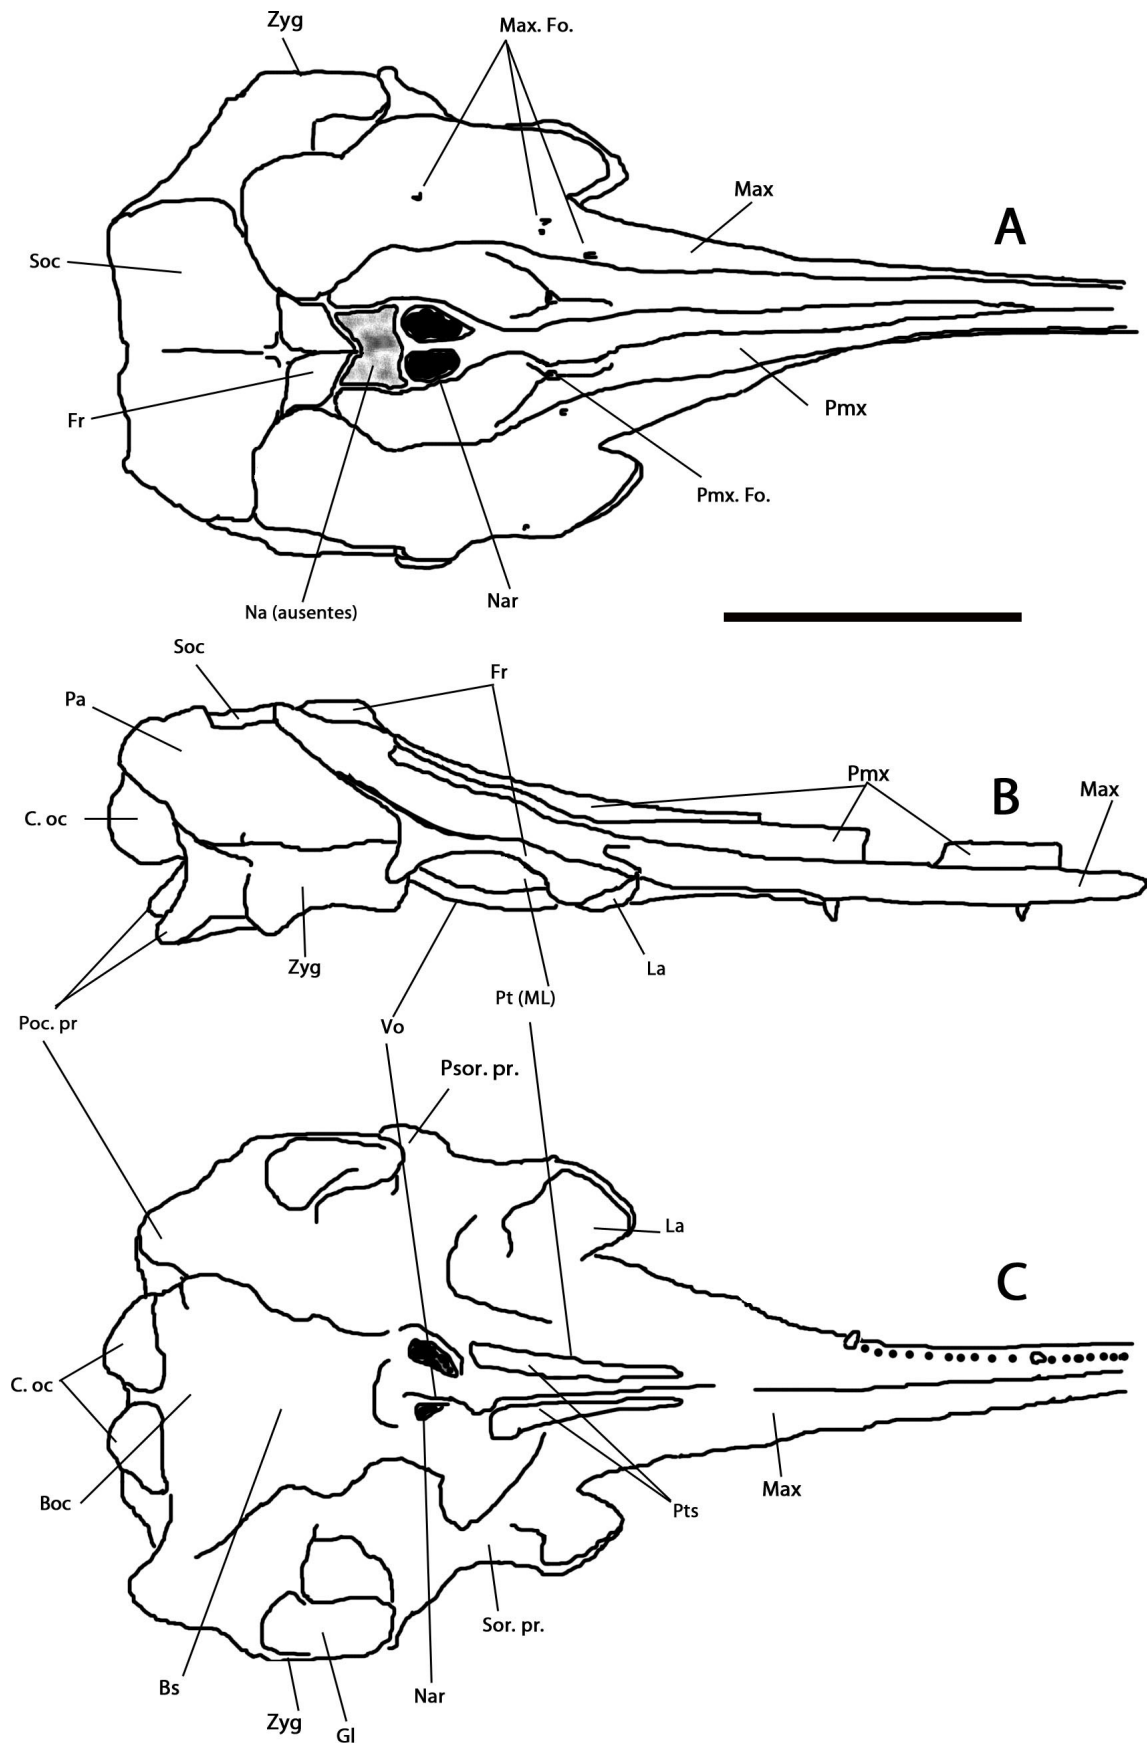 Zyg
Max. Fo.
Max
A
Soc
Fr
Pmx
Pmx. Fo.
Na (ausentes)
Nar
Soc
Fr
Pa
Pmx
B
Max
C. oc
Zyg
La
Pt (ML)
Poc. pr
Vo
Psor. pr.
La
C
C. oc
Max
Boc
Pts
Sor. pr.
Bs
Nar
Zyg
Gl